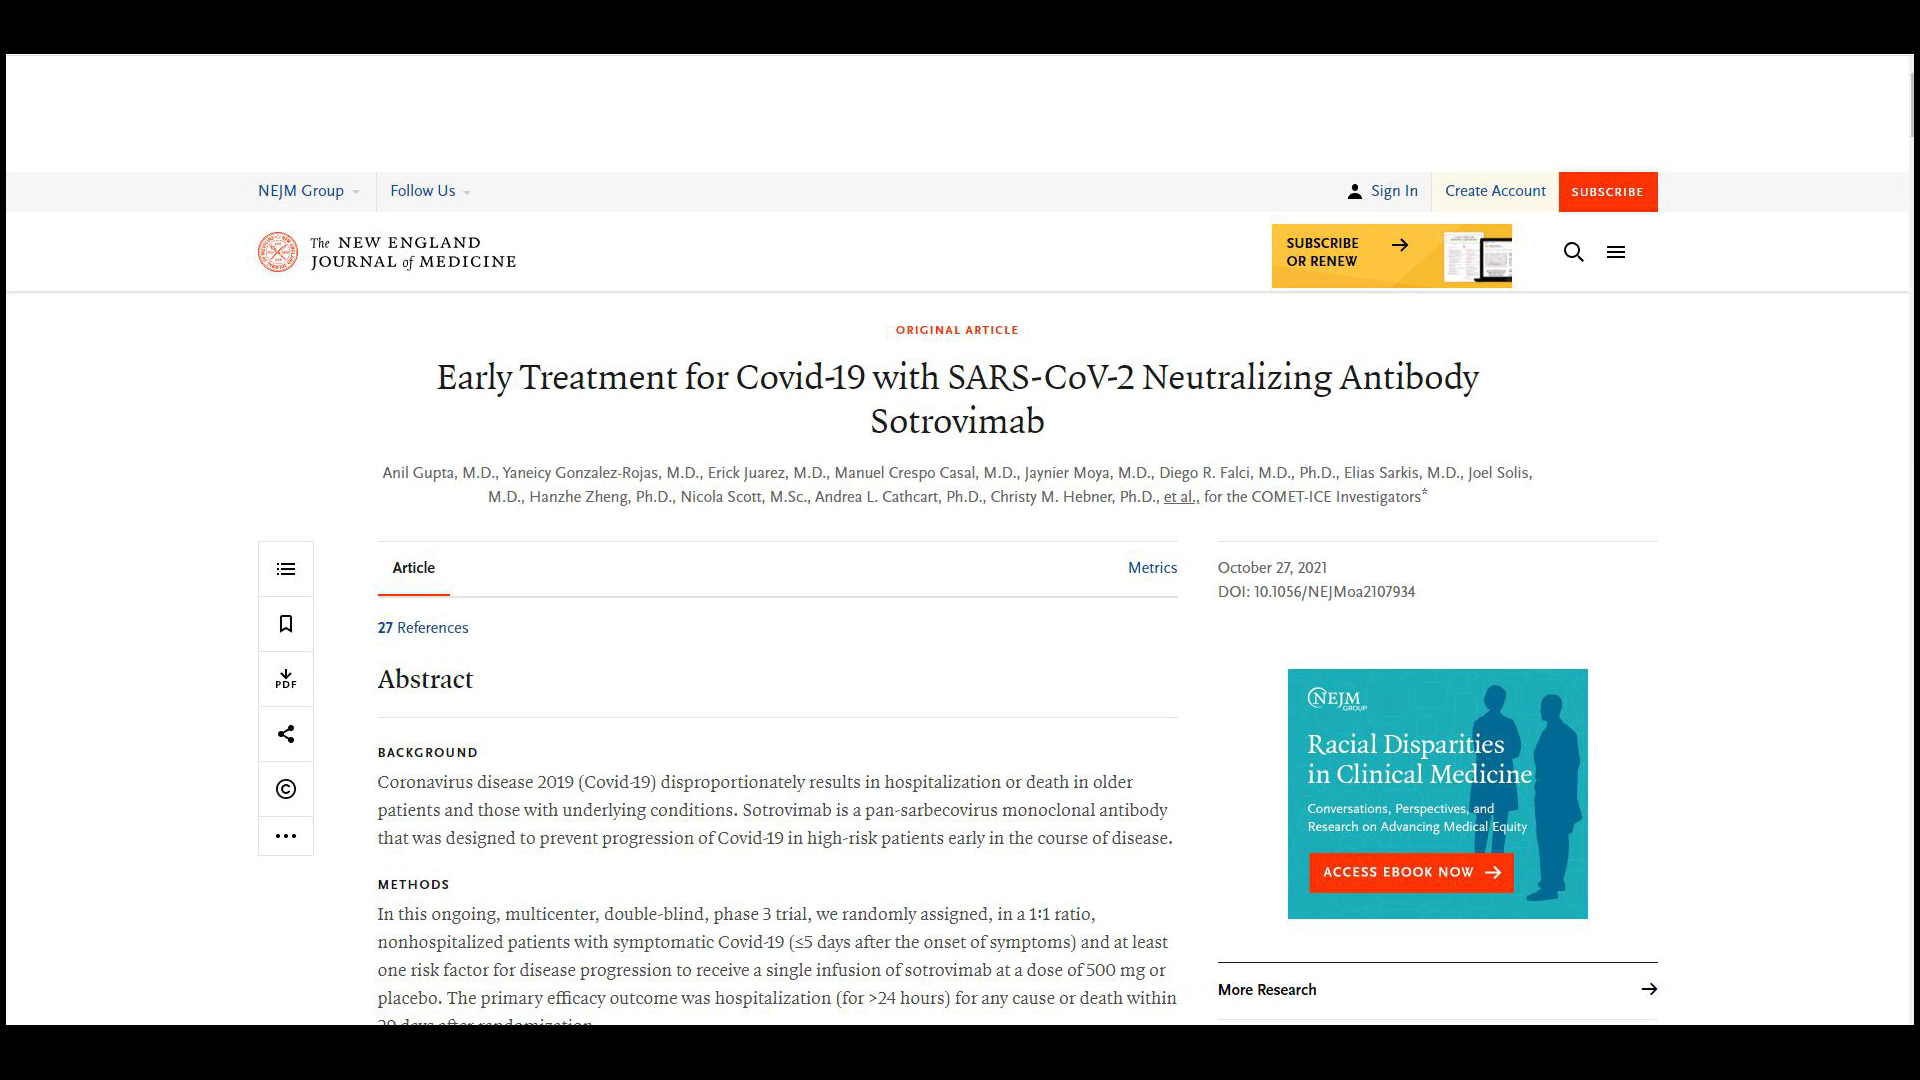 NEJM Group
Follow Us
Sign In
Create Account
SUBSCRIBE
The NEW ENGLAND
JOURNAL of MEDICINE
SUBSCRIBE
OR RENEW
ORIGINAL ARTICLE
Early Treatment for Covid-19 with SARS-CoV-2 Neutralizing Antibody
Sotrovimab
Anil Gupta, M.D., Yaneicy Gonzalez-Rojas, M.D., Erick Juarez, M.D., Manuel Crespo Casal, M.D., Jaynier Moya, M.D., Diego R. Falci, M.D., Ph.D., Elias Sarkis, M.D., Joel Solis,
M.D., Hanzhe Zheng, Ph.D., Nicola Scott, M.Sc., Andrea L. Cathcart, Ph.D., Christy M. Hebner, Ph.D., et al., for the COMET-ICE Investigators*
Article
Metrics
PDF
27 References
Abstract
BACKGROUND
Coronavirus disease 2019 (Covid-19) disproportionately results in hospitalization or death in older
patients and those with underlying conditions. Sotrovimab is a pan-sarbecovirus monoclonal antibody
that was designed to prevent progression of Covid-19 in high-risk patients early in the course of disease.
METHODS
In this ongoing, multicenter, double-blind, phase 3 trial, we randomly assigned, in a 1:1 ratio,
nonhospitalized patients with symptomatic Covid-19 (≤5 days after the onset of symptoms) and at least
one risk factor for disease progression to receive a single infusion of sotrovimab at a dose of 500 mg or
placebo. The primary efficacy outcome was hospitalization (for >24 hours) for any cause or death within
29 days after randomization.
October 27, 2021
DOI: 10.1056/NEJMoa2107934
NEJM
GROUP
Racial Disparities
in Clinical Medicine
Conversations, Perspectives, and
Research on Advancing Medical Equity
ACCESS EBOOK NOW
More Research